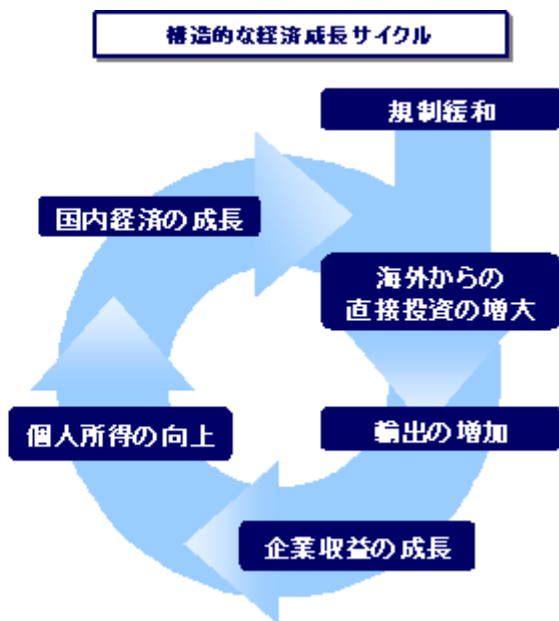 構造的な経済成長サイクル
規制緩和
国内経済の成長
海外からの
直接投資の増大
個人所得の向上
輸出の増加
企業収益の成長